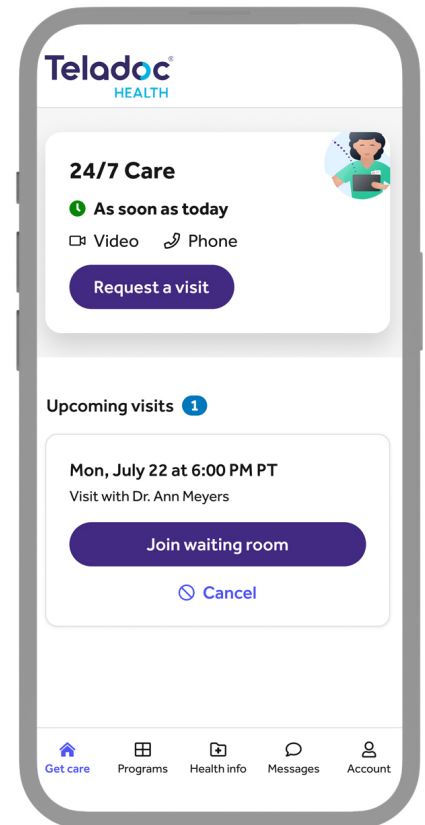 Teladoc®
HEALTH
24/7 Care
As soon as today
Video Phone
Request a visit
Upcoming visits 1
Mon, July 22 at 6:00 PM PT
Visit with Dr. Ann Meyers
Join waiting room
Cancel
Get care Programs Health info Messages Account